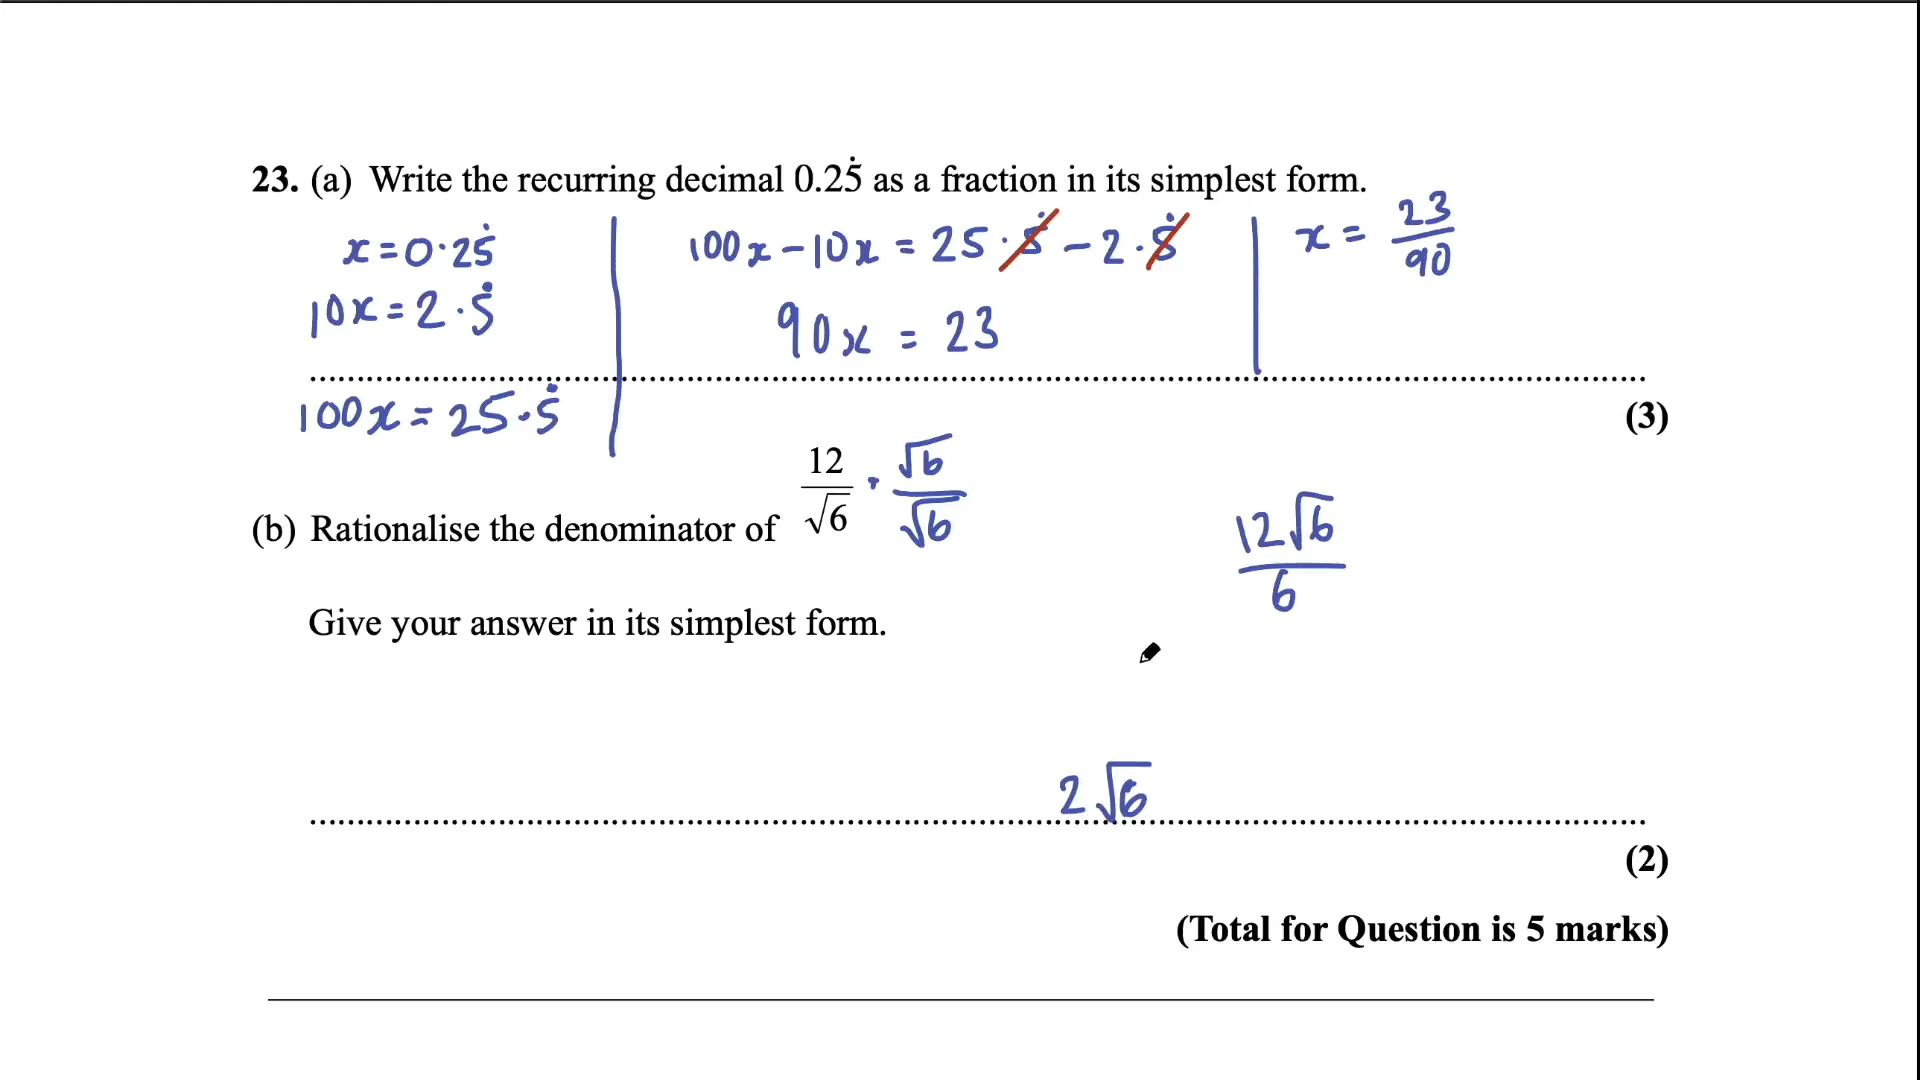 23. (a) Write the recurring decimal 0.25̇ as a fraction in its simplest form.
x = 0.25̇
10x = 2.5̇
100x = 25.5̇
100x - 10x = 25.5̇ - 2.5̇
90x = 23
x = 23/90
(3)
(b) Rationalise the denominator of 12/√6 · √6/√6
12√6/6
Give your answer in its simplest form.
2√6
(2)
(Total for Question is 5 marks)